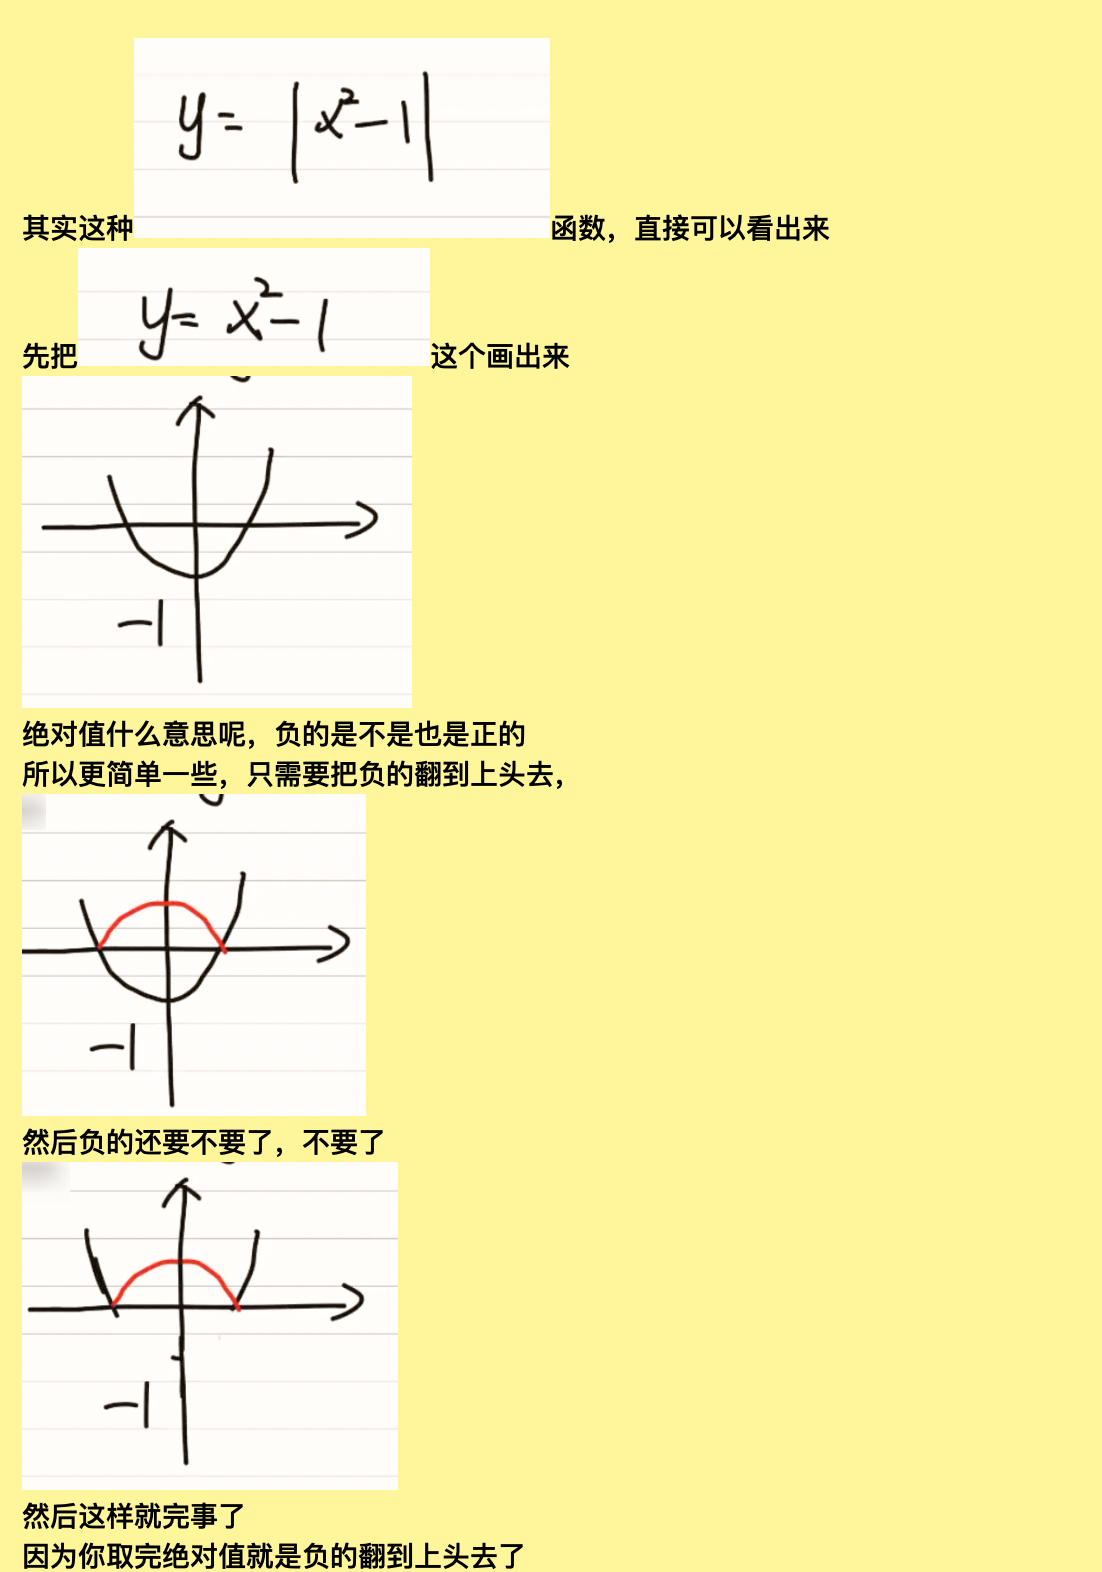 其实这种 y= |x²-1| 函数，直接可以看出来
先把 y= x²-1 这个画出来
-1
绝对值什么意思呢，负的是不是也是正的
所以更简单一些，只需要把负的翻到上头去，
-1
然后负的还要不要了，不要了
-1
然后这样就完事了
因为你取完绝对值就是负的翻到上头去了